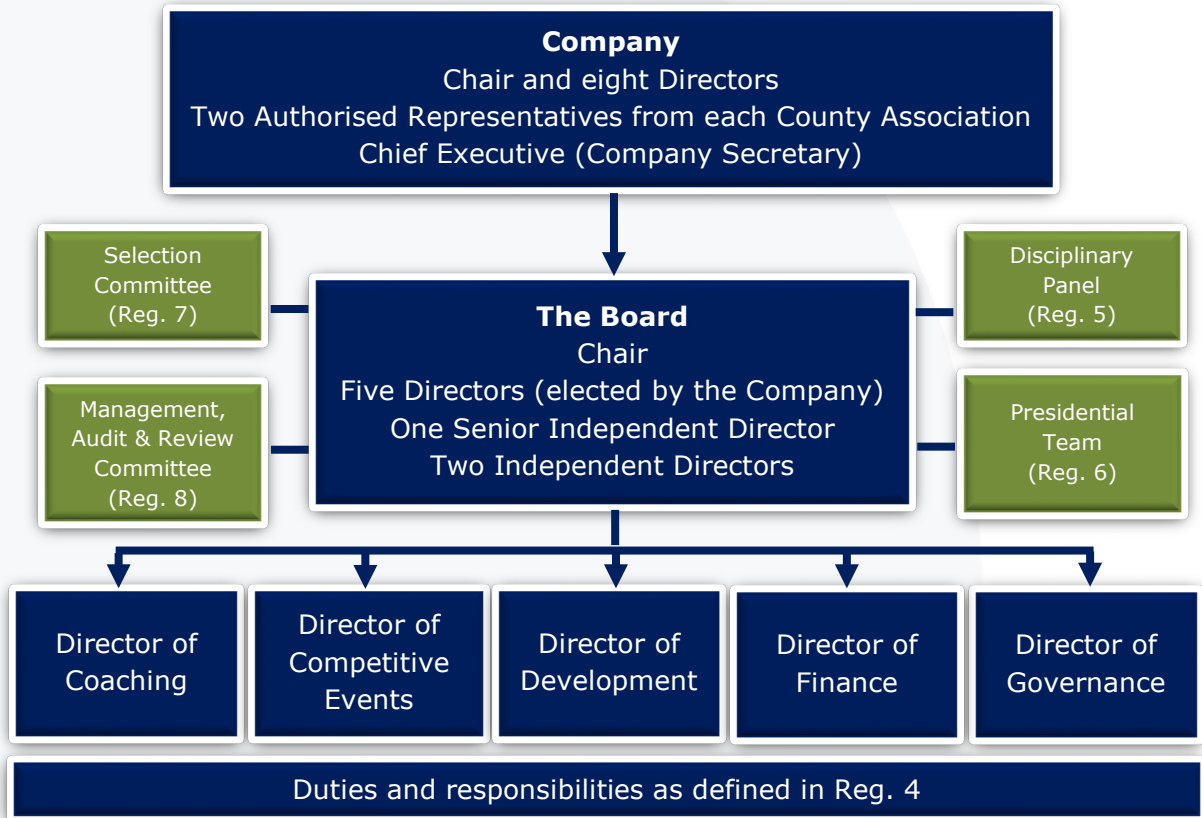 Company
Chair and eight Directors
Two Authorised Representatives from each County Association
Chief Executive (Company Secretary)
Selection
Committee
(Reg. 7)
Disciplinary
Panel
(Reg. 5)
The Board
Chair
Five Directors (elected by the Company)
One Senior Independent Director
Two Independent Directors
Management,
Audit & Review
Committee
(Reg. 8)
Presidential
Team
(Reg. 6)
Director of
Coaching
Director of
Competitive
Events
Director of
Development
Director of
Finance
Director of
Governance
Duties and responsibilities as defined in Reg. 4